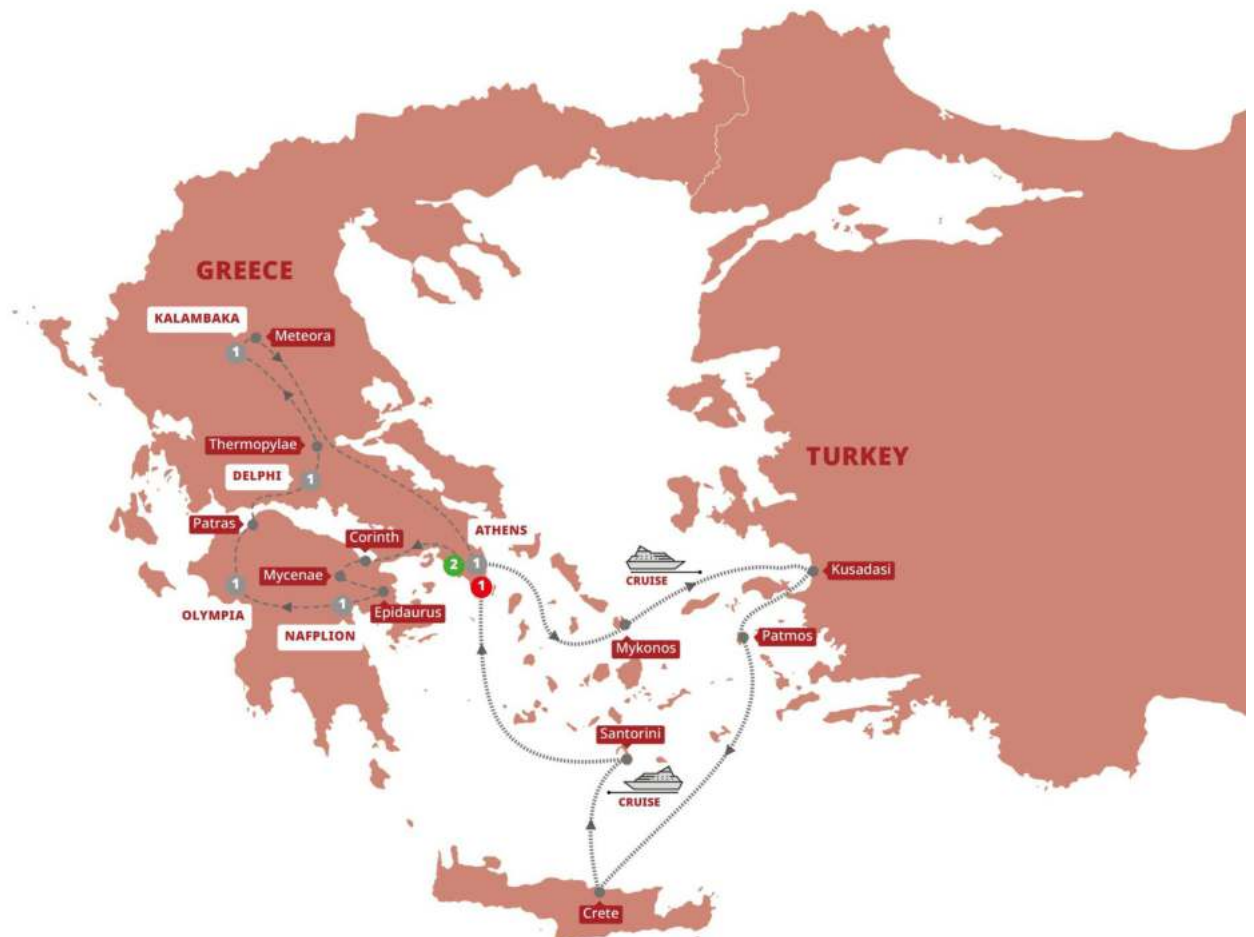 GREECE
KALAMBAKA
1
Meteora
Thermopylae
DELPHI
1
TURKEY
Patras
Corinth
ATHENS
2
1
1
Mycenae
OLYMPIA
1
Epidaurus
NAFPLION
1
CRUISE
Kusadasi
Mykonos
Patmos
Santorini
CRUISE
Crete